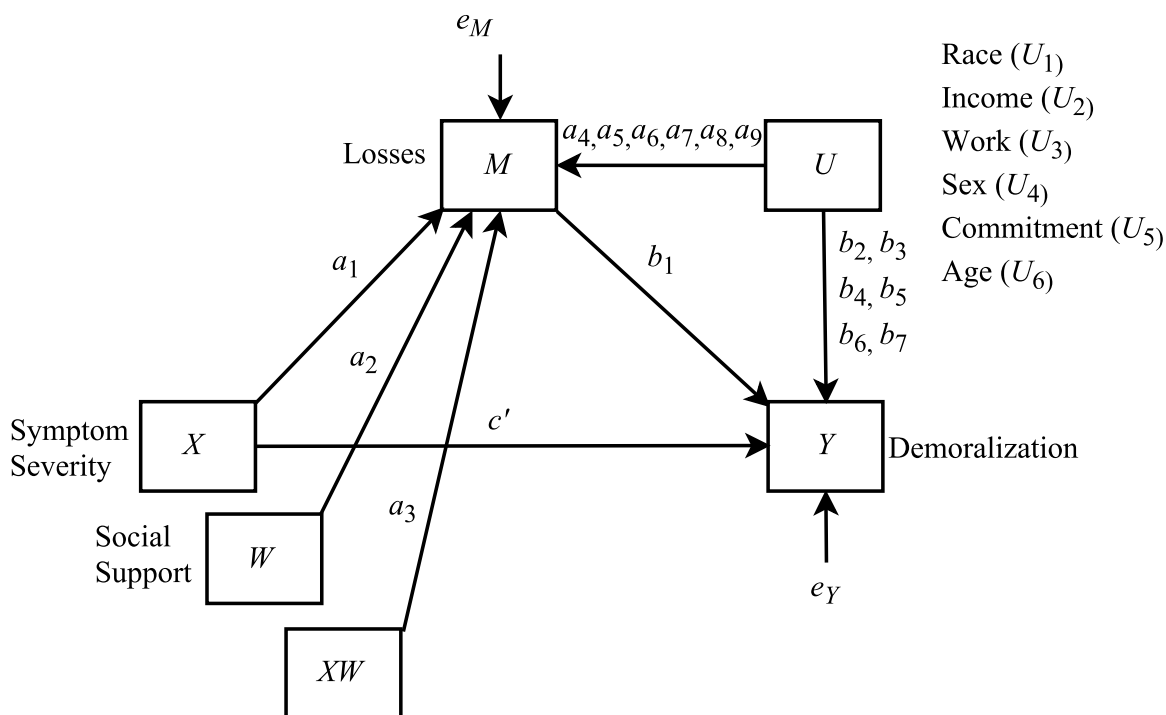 e_M
Race (U_1)
Income (U_2)
Work (U_3)
Sex (U_4)
Commitment (U_5)
Age (U_6)
Losses
M
a_4,a_5,a_6,a_7,a_8,a_9
U
b_2, b_3
b_4, b_5
b_6, b_7
a_1
b_1
a_2
c′
Symptom
Severity
X
Y
Demoralization
a_3
Social
Support
W
e_Y
XW